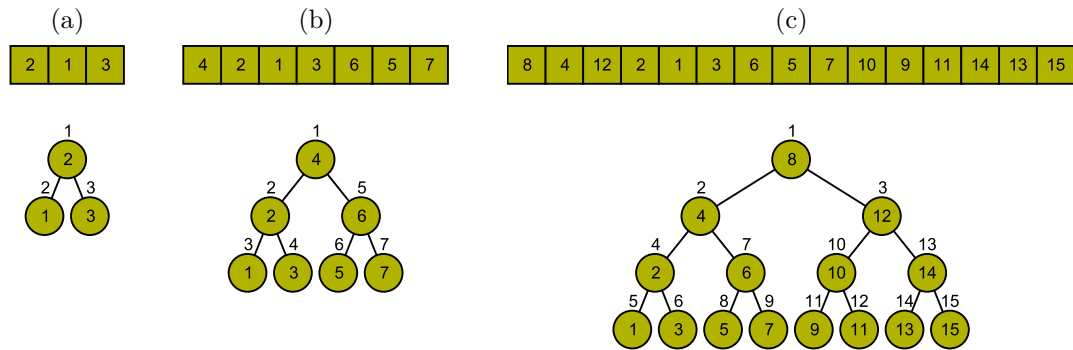 (a) (b) (c)
2 1 3 4 2 1 3 6 5 7 8 4 12 2 1 3 6 5 7 10 9 11 14 13 15
1 1 1
2 4 8
2 3 2 5 2 3
1 3 2 6 4 12
3 4 6 7 4 7 10 13
1 3 5 7 2 6 10 14
5 6 8 9 11 12 14 15
1 3 5 7 9 11 13 15